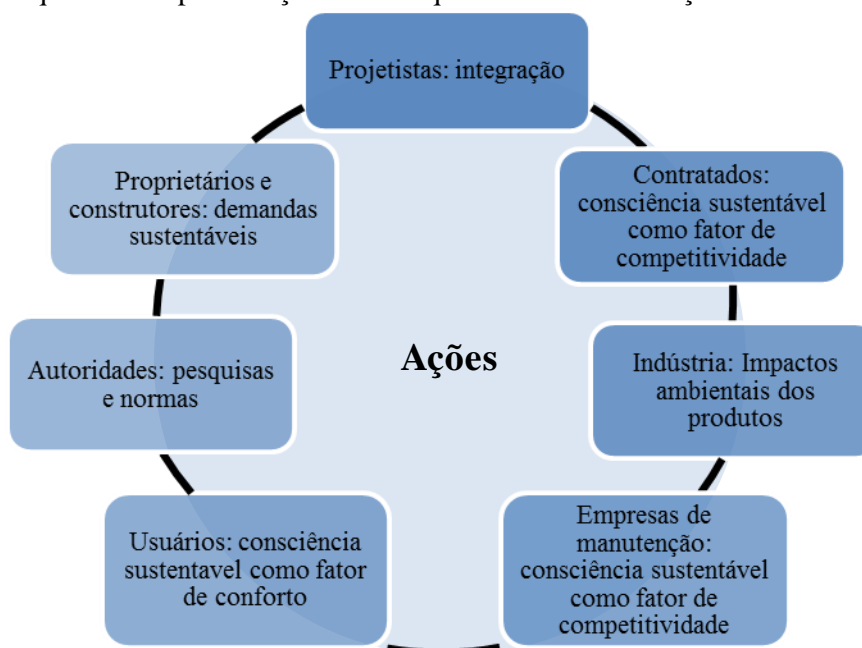 Projetistas: integração
Contratados:
consciência sustentável
como fator de
competitividade
Indústria: Impactos
ambientais dos
produtos
Empresas de
manutenção:
consciência sustentável
como fator de
competitividade
Usuários: consciência
sustentavel como fator
de conforto
Autoridades: pesquisas
e normas
Proprietários e
construtores: demandas
sustentáveis
Ações